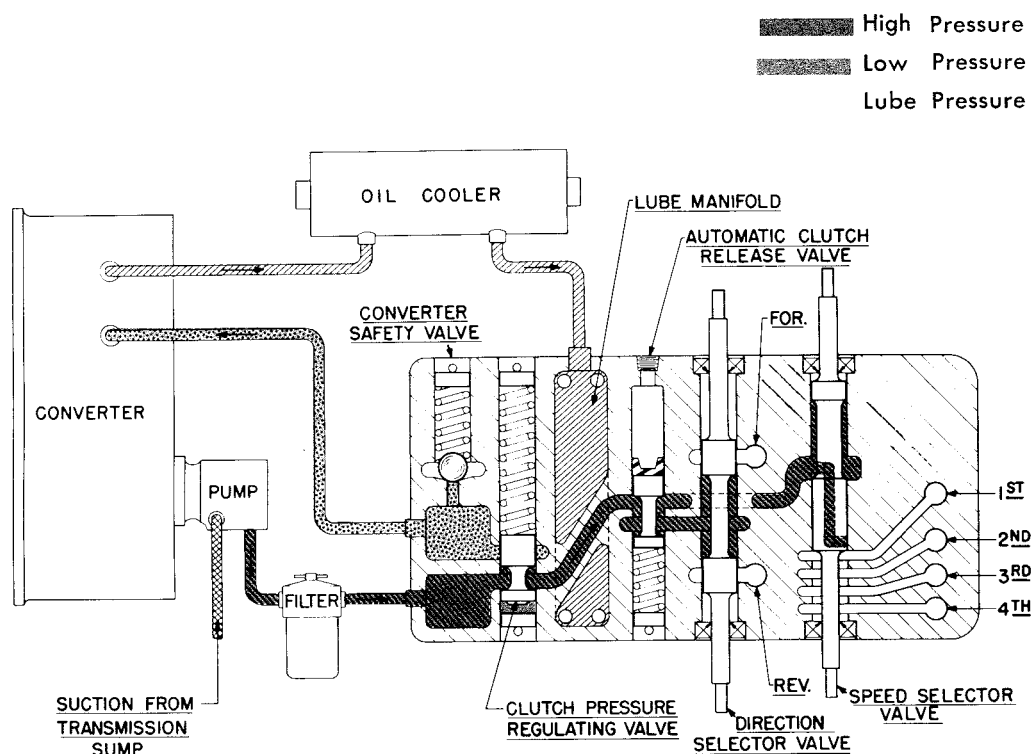 High Pressure
Low Pressure
Lube Pressure
OIL COOLER
LUBE MANIFOLD
AUTOMATIC CLUTCH
RELEASE VALVE
CONVERTER
SAFETY VALVE
FOR.
CONVERTER
PUMP
FILTER
1ST
2ND
3RD
4TH
SUCTION FROM
TRANSMISSION
SUMP
CLUTCH PRESSURE
REGULATING VALVE
REV.
DIRECTION
SELECTOR VALVE
SPEED SELECTOR
VALVE